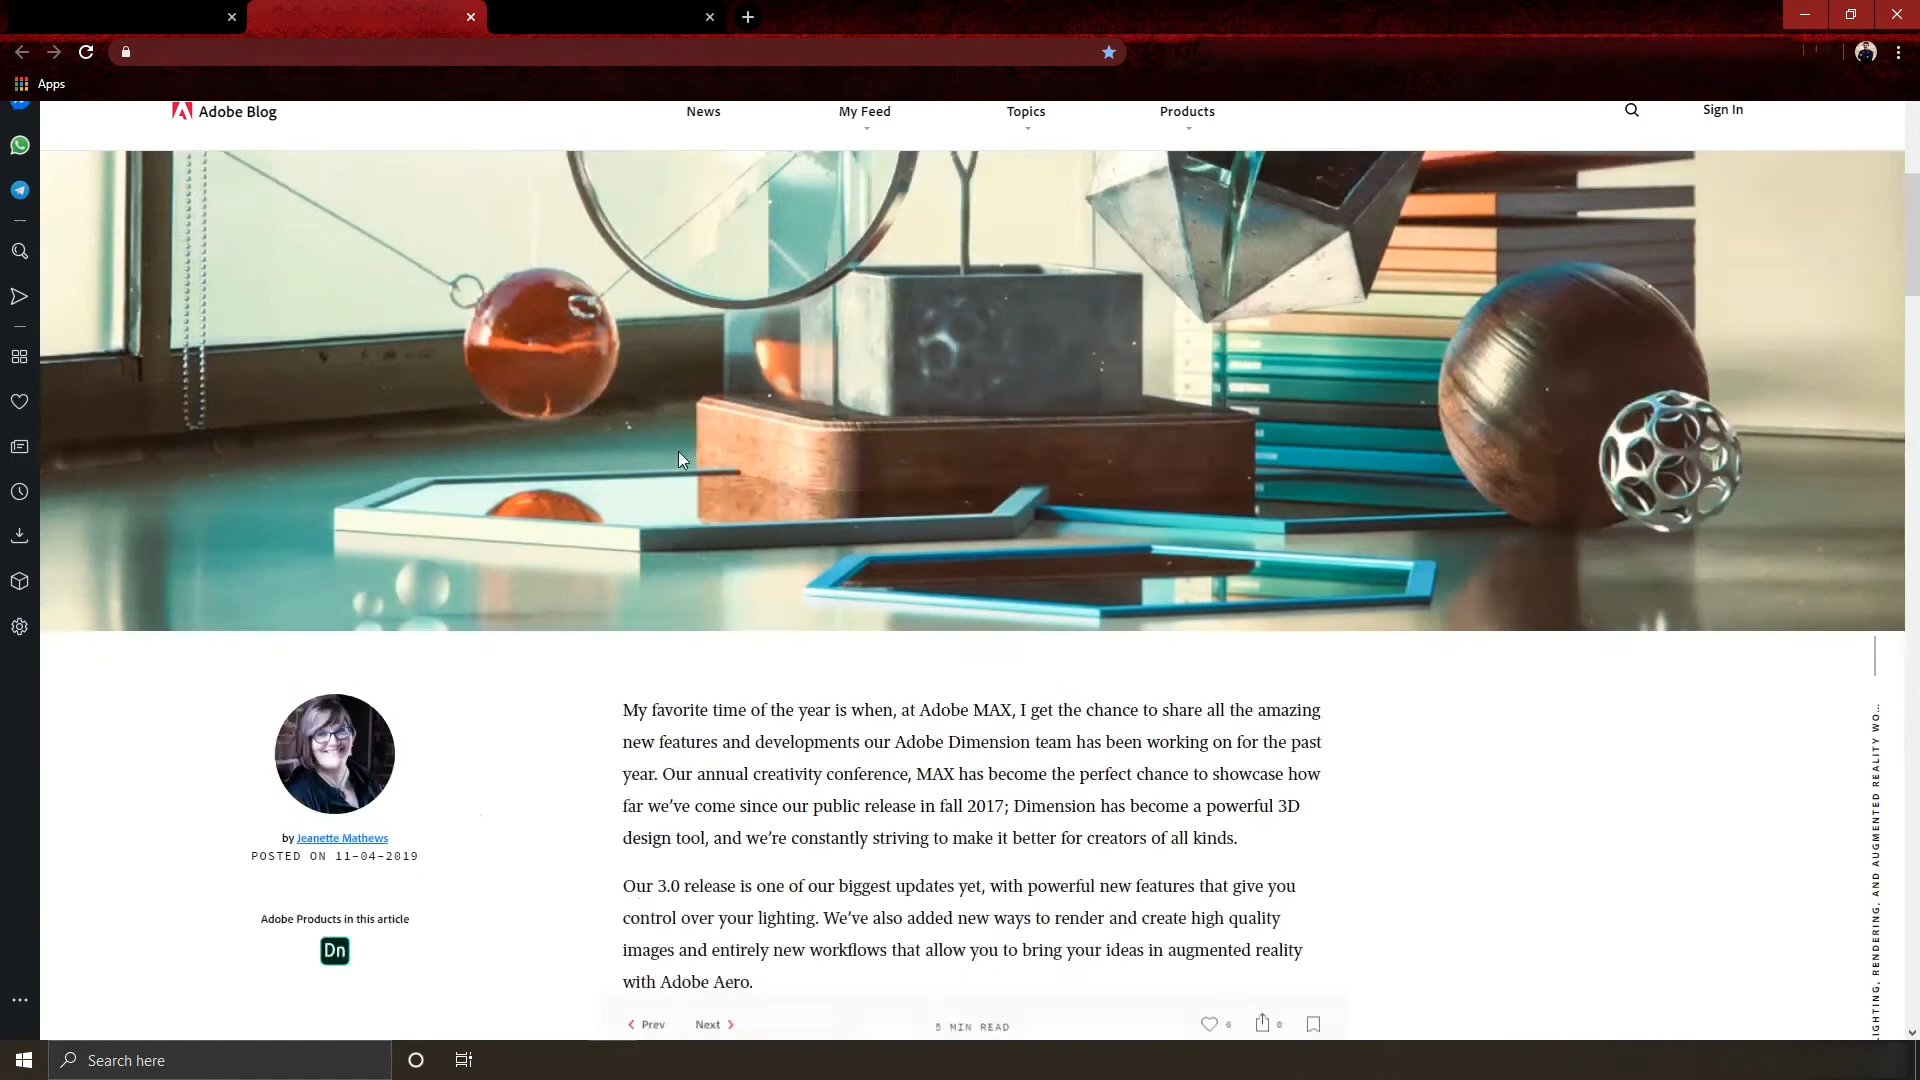 Apps
Adobe Blog
News
My Feed
Topics
Products
Sign In
My favorite time of the year is when, at Adobe MAX, I get the chance to share all the amazing
new features and developments our Adobe Dimension team has been working on for the past
year. Our annual creativity conference, MAX has become the perfect chance to showcase how
far we've come since our public release in fall 2017; Dimension has become a powerful 3D
design tool, and we're constantly striving to make it better for creators of all kinds.
by Jeanette Mathews
POSTED ON 11-04-2019
Our 3.0 release is one of our biggest updates yet, with powerful new features that give you
control over your lighting. We've also added new ways to render and create high quality
images and entirely new workflows that allow you to bring your ideas in augmented reality
with Adobe Aero.
Adobe Products in this article
Dn
Prev
Next
5 MIN READ
6
0
IGHTING, RENDERING, AND AUGMENTED REALITY WO...
Search here